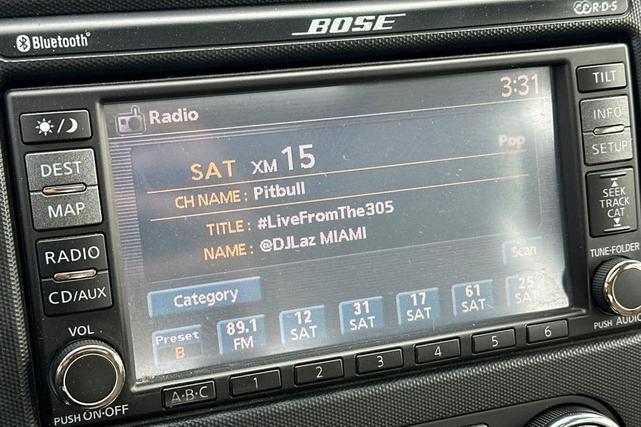 Bluetooth®
BOSE
R·D·S
TILT
INFO
SETUP
SEEK
TRACK
CAT
TUNE·FOLDER
PUSH AUDIO
DEST
MAP
RADIO
CD/AUX
VOL
PUSH ON·OFF
Radio
3:31
SAT XM 15
Pop
CH NAME : Pitbull
TITLE : #LiveFromThe305
NAME : @DJLaz MIAMI
Scan
Category
Preset
B
89.1
FM
12
SAT
31
SAT
17
SAT
61
SAT
25
SAT
A·B·C
1
2
3
4
5
6